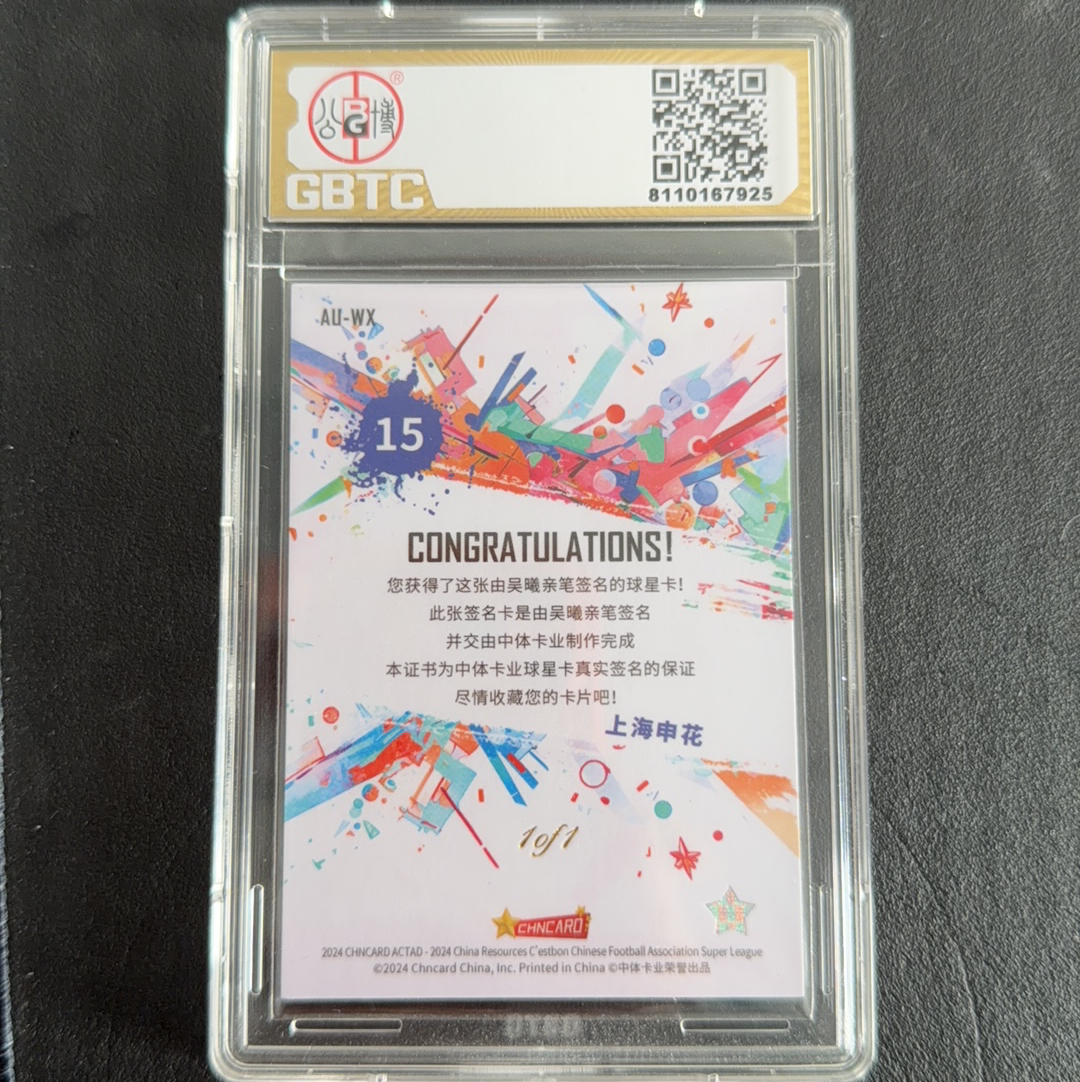 公
BG
博
®
GBTC
8110167925
AU-WX
15
CONGRATULATIONS!
您获得了这张由吴曦亲笔签名的球星卡!
此张签名卡是由吴曦亲笔签名
并交由中体卡业制作完成
本证书为中体卡业球星卡真实签名的保证
尽情收藏您的卡片吧!
上海申花
1of1
CHNCARD
2024 CHNCARD ACTAD - 2024 China Resources C'estbon Chinese Football Association Super League
©2024 Chncard China, Inc. Printed in China ©中体卡业荣誉出品